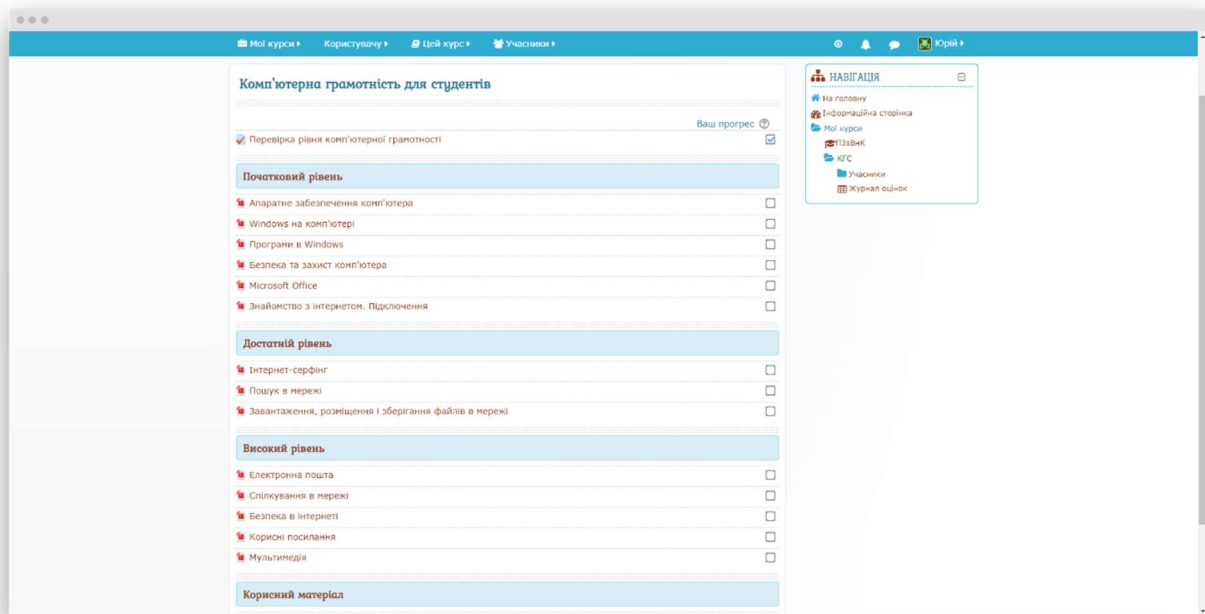 Мої курси Користувачу Цей курс Учасники Юрій
Комп'ютерна грамотність для студентів
Ваш прогрес
Перевірка рівня комп'ютерної грамотності
Початковий рівень
Апаратне забезпечення комп'ютера
Windows на комп'ютері
Програми в Windows
Безпека та захист комп'ютера
Microsoft Office
Знайомство з інтернетом. Підключення
Достатній рівень
Інтернет-серфінг
Пошук в мережі
Завантаження, розміщення і зберігання файлів в мережі
Високий рівень
Електронна пошта
Спілкування в мережі
Безпека в інтернеті
Корисні посилання
Мультимедія
Корисний матеріал
НАВІГАЦІЯ
На головну
Інформаційна сторінка
Мої курси
ПЗзВнК
КГС
Учасники
Журнал оцінок